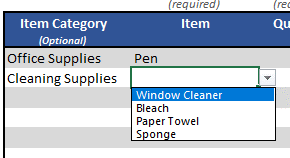 (required) (req
Item Category Item Qu
(Optional)
Office Supplies Pen
Cleaning Supplies
Window Cleaner
Bleach
Paper Towel
Sponge